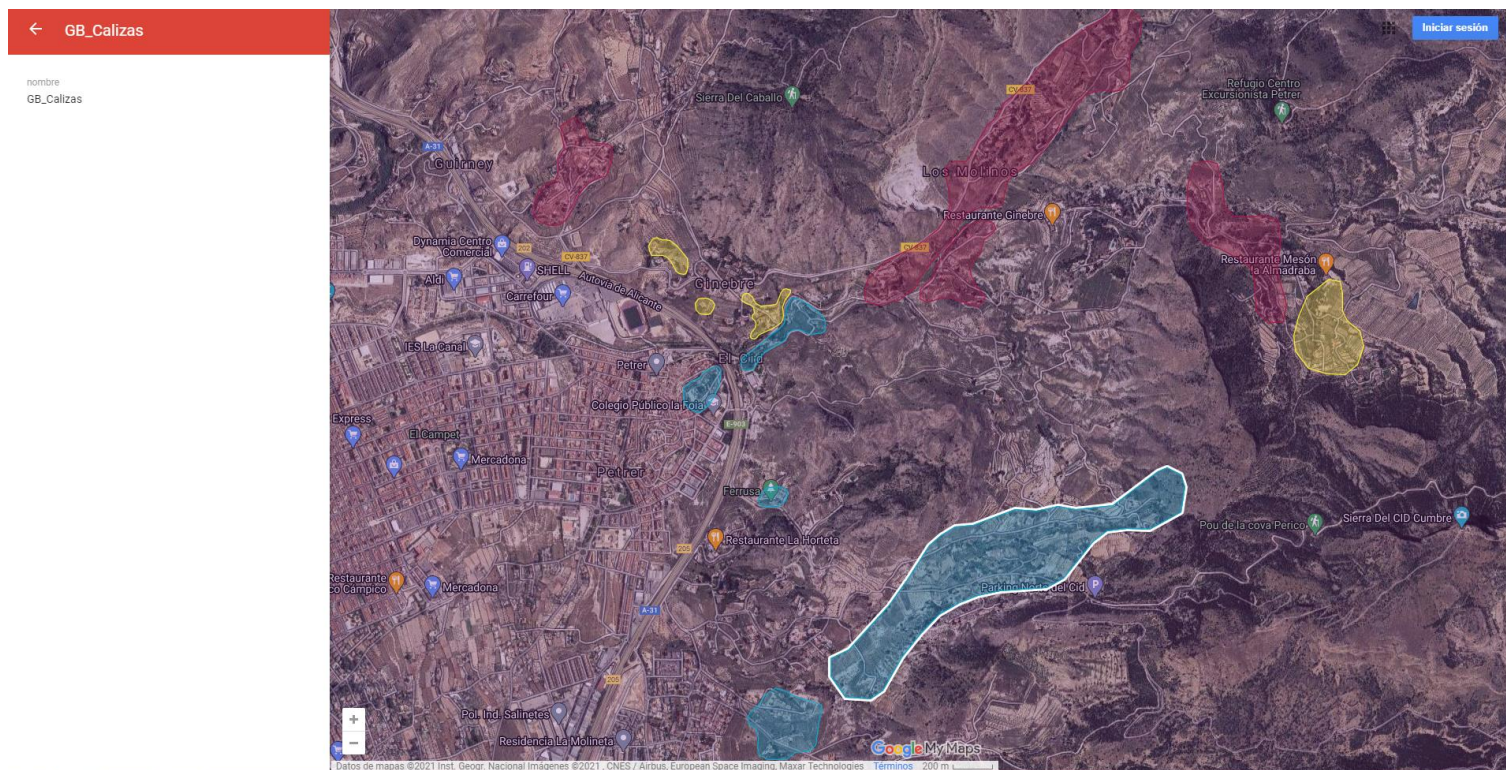 GB_Calizas
nombre
GB_Calizas
Iniciar sesión
Sierra Del Caballo
CV-837
Refugio Centro
Excursionista Petrer
A-31
Guirney
Los Molinos
Restaurante Ginebre
Dynamia Centro
Comercial
202
CV-837
CV-837
SHELL
Restaurante Mesón
la Almadraba
Aldi
Autovía de Alicante
Ginebre
Carrefour
IES La Canal
Petrer
El Cid
Colegio Público la Foia
Express
E-903
El Campet
Mercadona
Petrer
Ferrusa
Pou de la cova Perico
Sierra Del CID Cumbre
Restaurante La Horteta
205
Restaurante
co Campico
Mercadona
Parking Norte del Cid
A-31
205
Pol. Ind. Salinetes
Residencia La Molineta
+
−
Google My Maps
Datos de mapas ©2021 Inst. Geogr. Nacional Imágenes ©2021 , CNES / Airbus, European Space Imaging, Maxar Technologies Términos 200 m